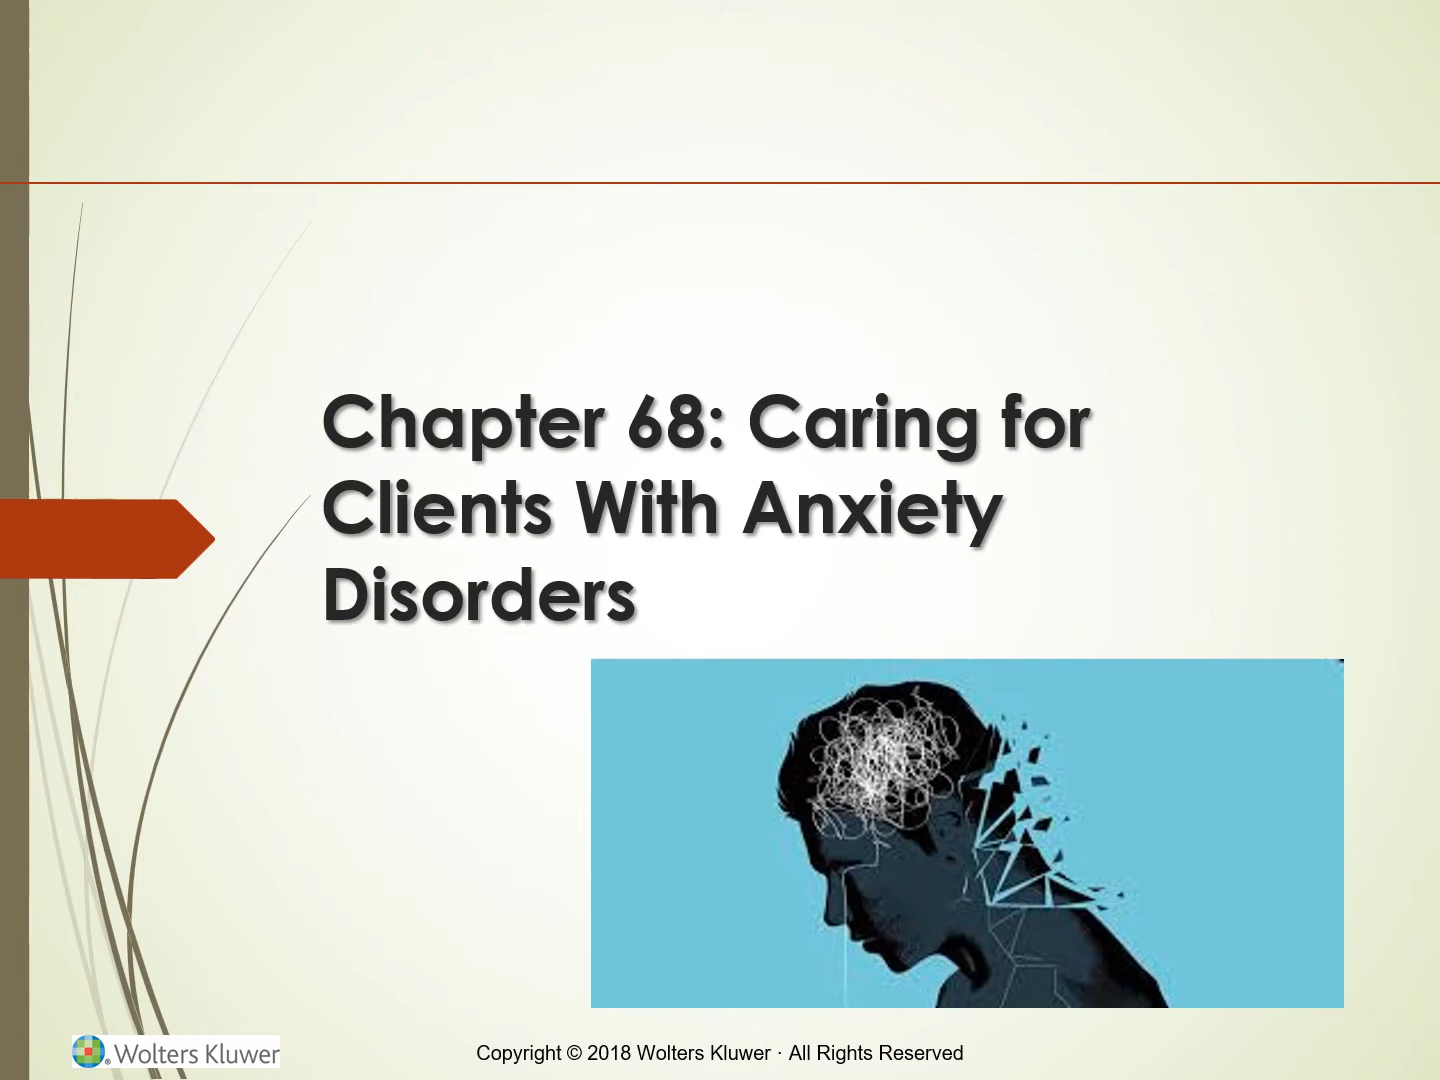 Chapter 68: Caring for
Clients With Anxiety
Disorders
® Wolters Kluwer
Copyright © 2018 Wolters Kluwer · All Rights Reserved